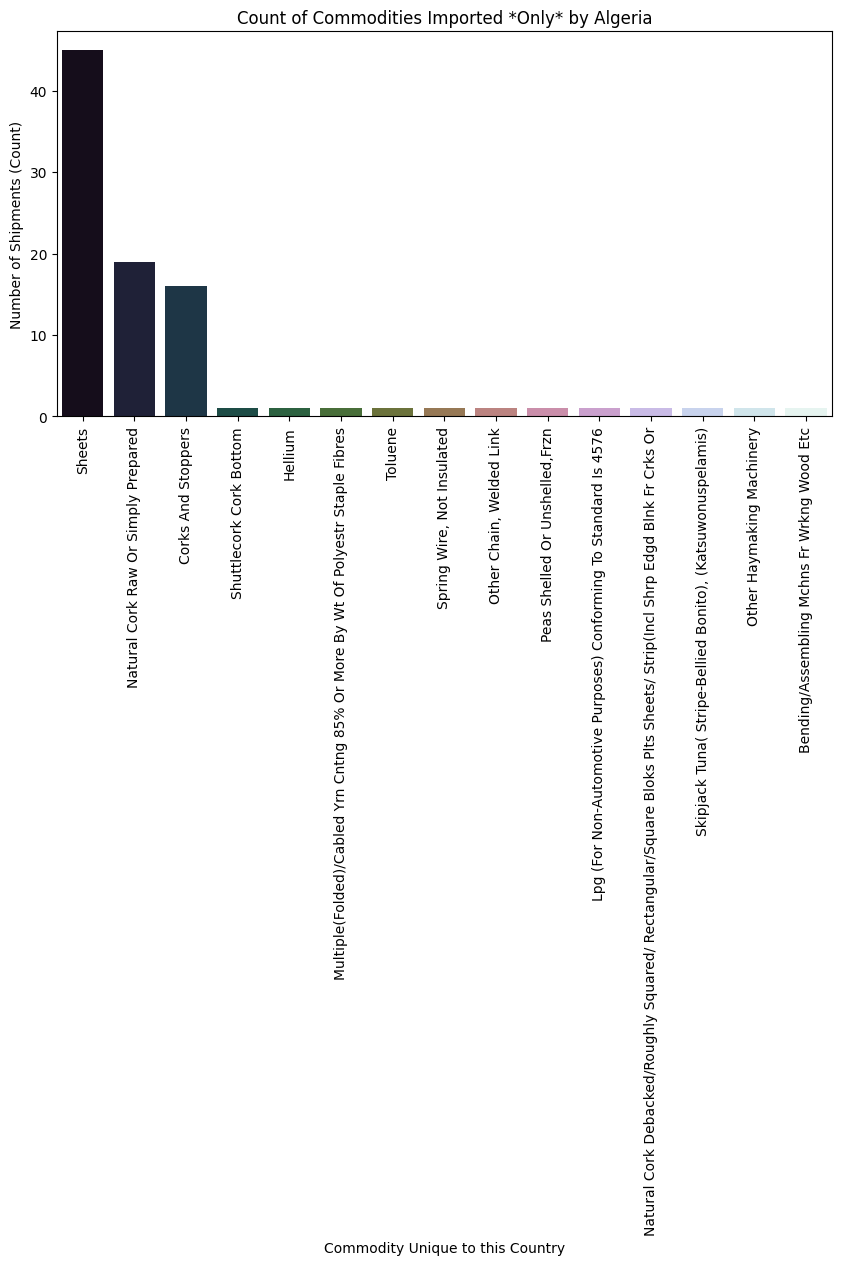 Count of Commodities Imported *Only* by Algeria
Number of Shipments (Count)
40
30
20
10
0
Sheets
Natural Cork Raw Or Simply Prepared
Corks And Stoppers
Shuttlecork Cork Bottom
Hellium
Multiple(Folded)/Cabled Yrn Cntng 85% Or More By Wt Of Polyestr Staple Fibres
Toluene
Spring Wire, Not Insulated
Other Chain, Welded Link
Peas Shelled Or Unshelled,Frzn
Lpg (For Non-Automotive Purposes) Conforming To Standard Is 4576
Natural Cork Debacked/Roughly Squared/ Rectangular/Square Bloks Plts Sheets/ Strip(Incl Shrp Edgd Blnk Fr Crks Or
Skipjack Tuna( Stripe-Bellied Bonito), (Katsuwonuspelamis)
Other Haymaking Machinery
Bending/Assembling Mchns Fr Wrkng Wood Etc
Commodity Unique to this Country